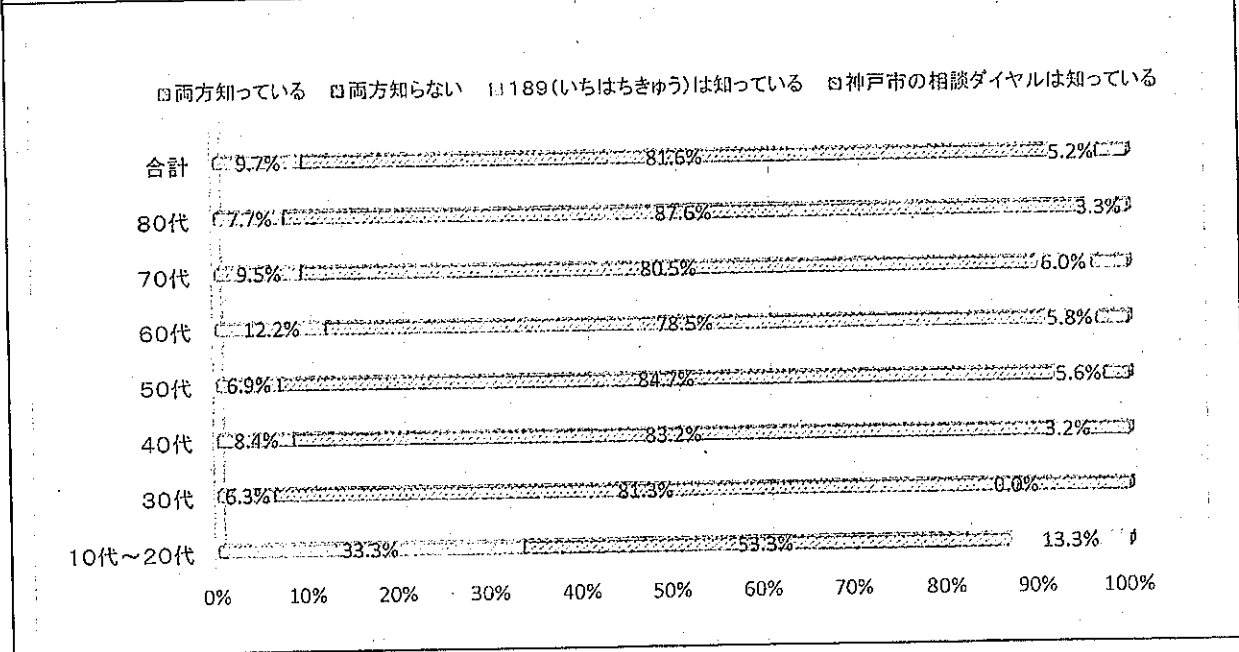 両方知っている 両方知らない 189(いちはちきゅう)は知っている 神戸市の相談ダイヤルは知っている
合計 9.7% 81.6% 5.2%
80代 7.7% 87.6% 3.3%
70代 9.5% 80.5% 6.0%
60代 12.2% 78.5% 5.8%
50代 6.9% 84.7% 5.6%
40代 8.4% 83.2% 3.2%
30代 6.3% 81.3% 0.0%
10代～20代 33.3% 53.3% 13.3%
0% 10% 20% 30% 40% 50% 60% 70% 80% 90% 100%